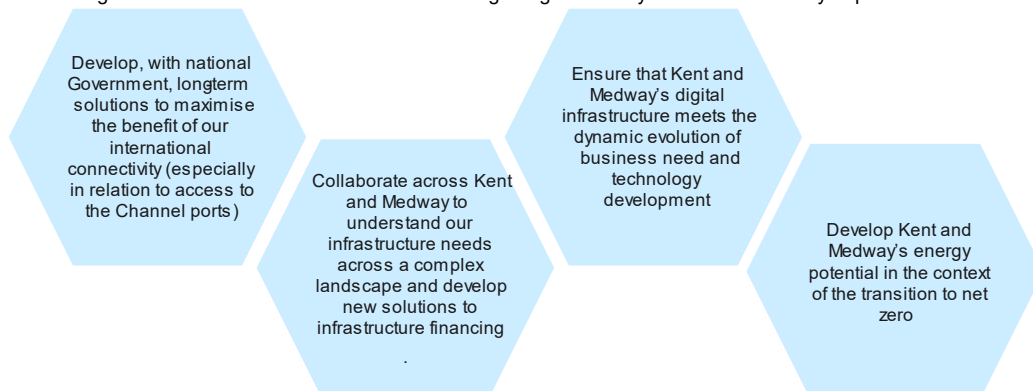 Develop, with national
Government, longterm
solutions to maximise
the benefit of our
international
connectivity (especially
in relation to access to
the Channel ports)
Collaborate across Kent
and Medway to
understand our
infrastructure needs
across a complex
landscape and develop
new solutions to
infrastructure financing
.
Ensure that Kent and
Medway's digital
infrastructure meets the
dynamic evolution of
business need and
technology
development
Develop Kent and
Medway's energy
potential in the context
of the transition to net
zero